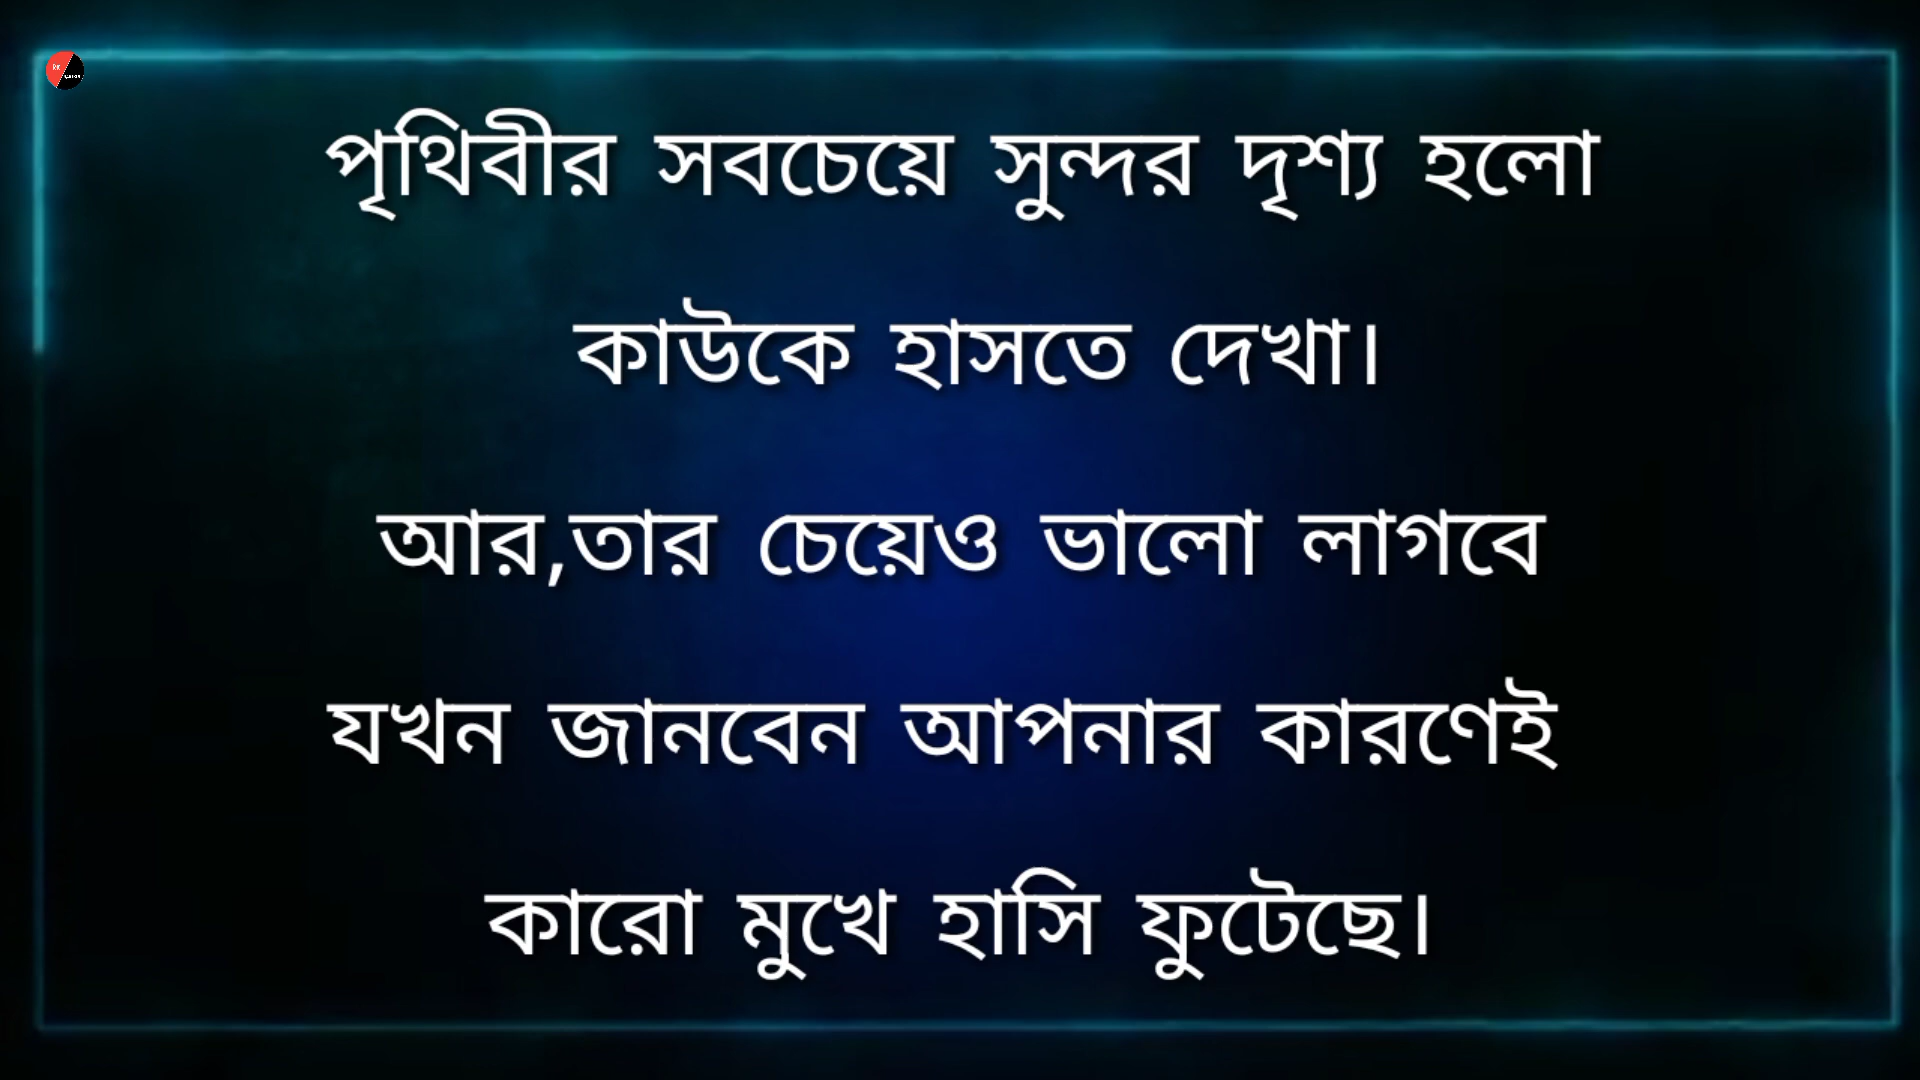 পৃথিবীর সবচেয়ে সুন্দর দৃশ্য হলো
কাউকে হাসতে দেখা।
আর,তার চেয়েও ভালো লাগবে
যখন জানবেন আপনার কারণেই
কারো মুখে হাসি ফুটেছে।